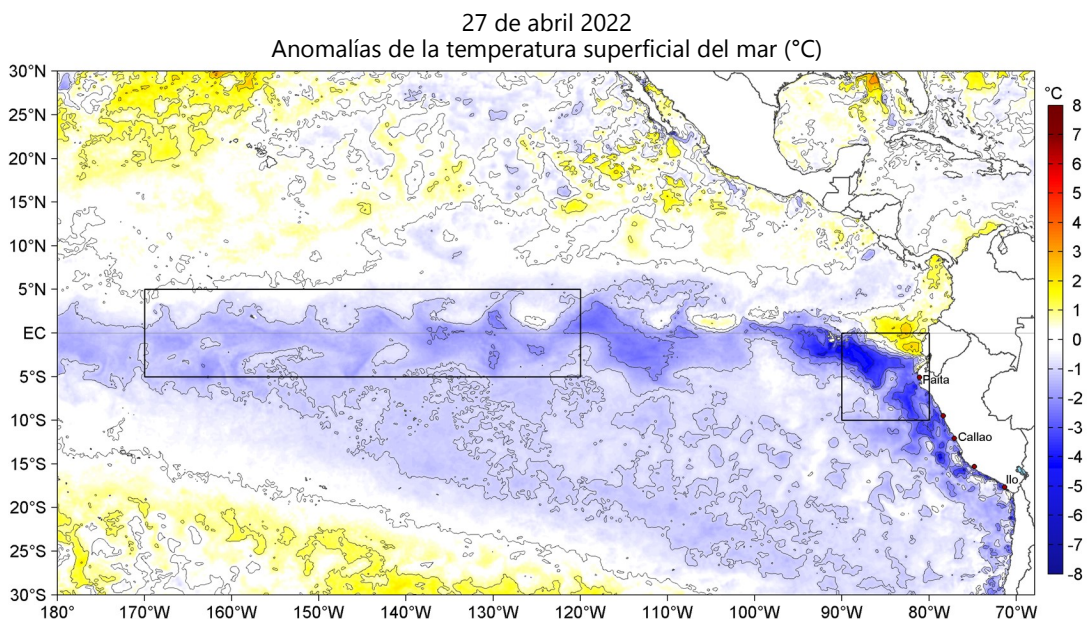 27 de abril 2022
Anomalías de la temperatura superficial del mar (°C)
30°N
25°N
20°N
15°N
10°N
5°N
EC
5°S
10°S
15°S
20°S
25°S
30°S
180
170°W
160°W
150°W
140°W
130°W
120°W
110°W
100°W
90°W
80°W
70°W
Paita
Callao
Ilo
°C
8
7
6
5
4
3
2
1
0
-1
-2
-3
-4
-5
-6
-7
-8